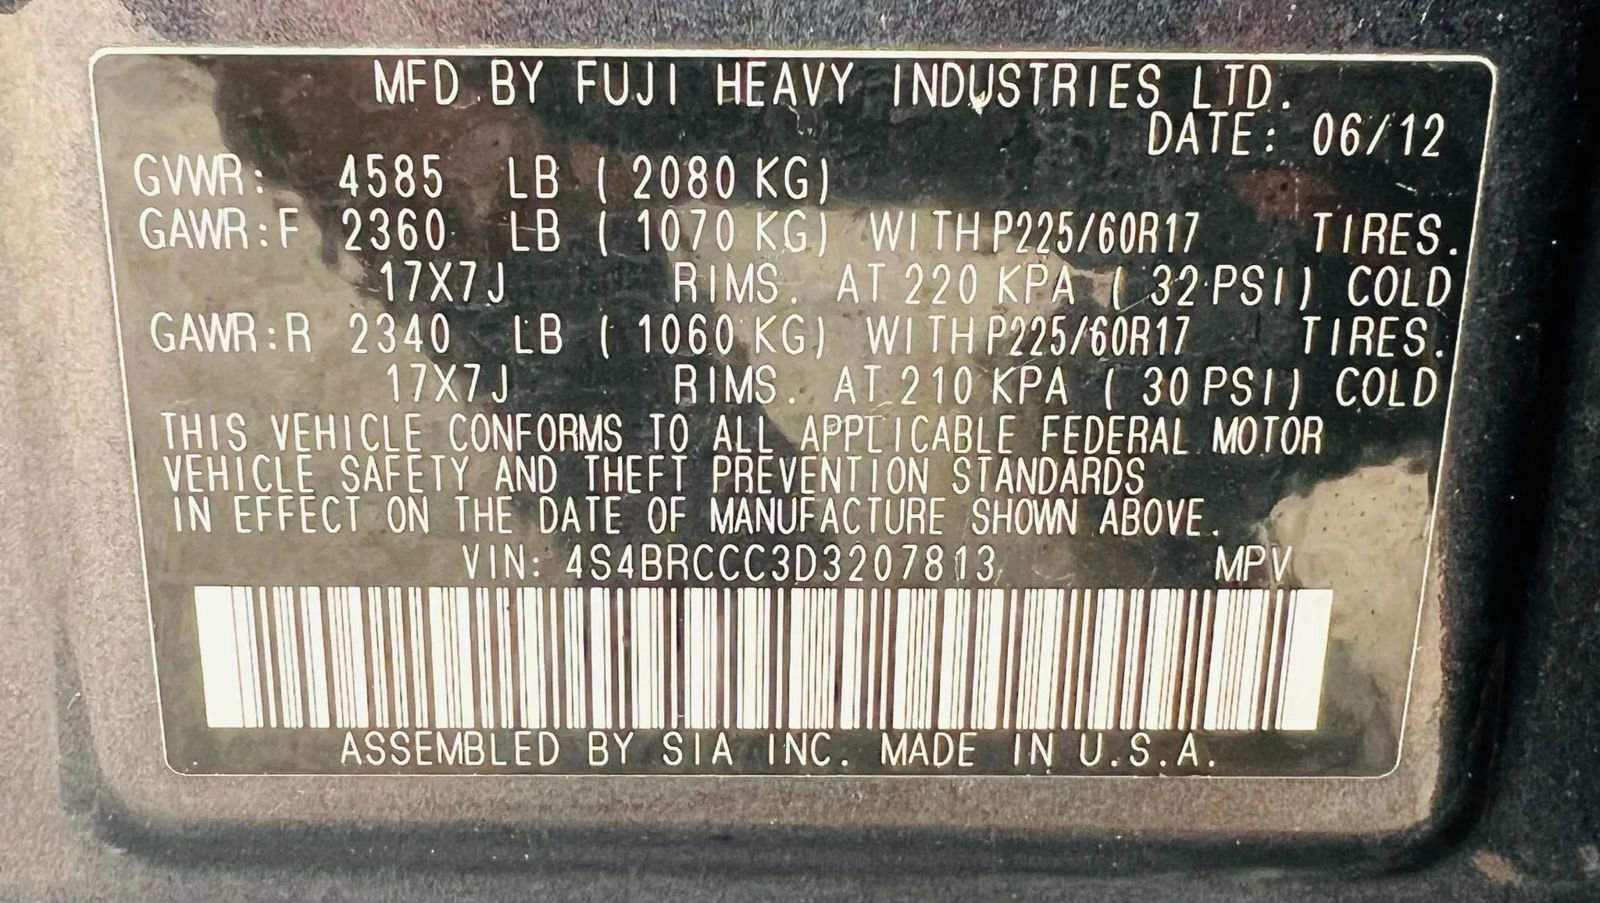 MFD BY FUJI HEAVY INDUSTRIES LTD.
DATE: 06/12
GVWR: 4585 LB ( 2080 KG)
GAWR:F 2360 LB ( 1070 KG) WITH P225/60R17 TIRES.
17X7J RIMS. AT 220 KPA ( 32 PSI) COLD
GAWR:R 2340 LB ( 1060 KG) WITH P225/60R17 TIRES.
17X7J RIMS. AT 210 KPA ( 30 PSI) COLD
THIS VEHICLE CONFORMS TO ALL APPLICABLE FEDERAL MOTOR
VEHICLE SAFETY AND THEFT PREVENTION STANDARDS
IN EFFECT ON THE DATE OF MANUFACTURE SHOWN ABOVE.
VIN: 4S4BRCCC3D3207813 MPV
ASSEMBLED BY SIA INC. MADE IN U.S.A.